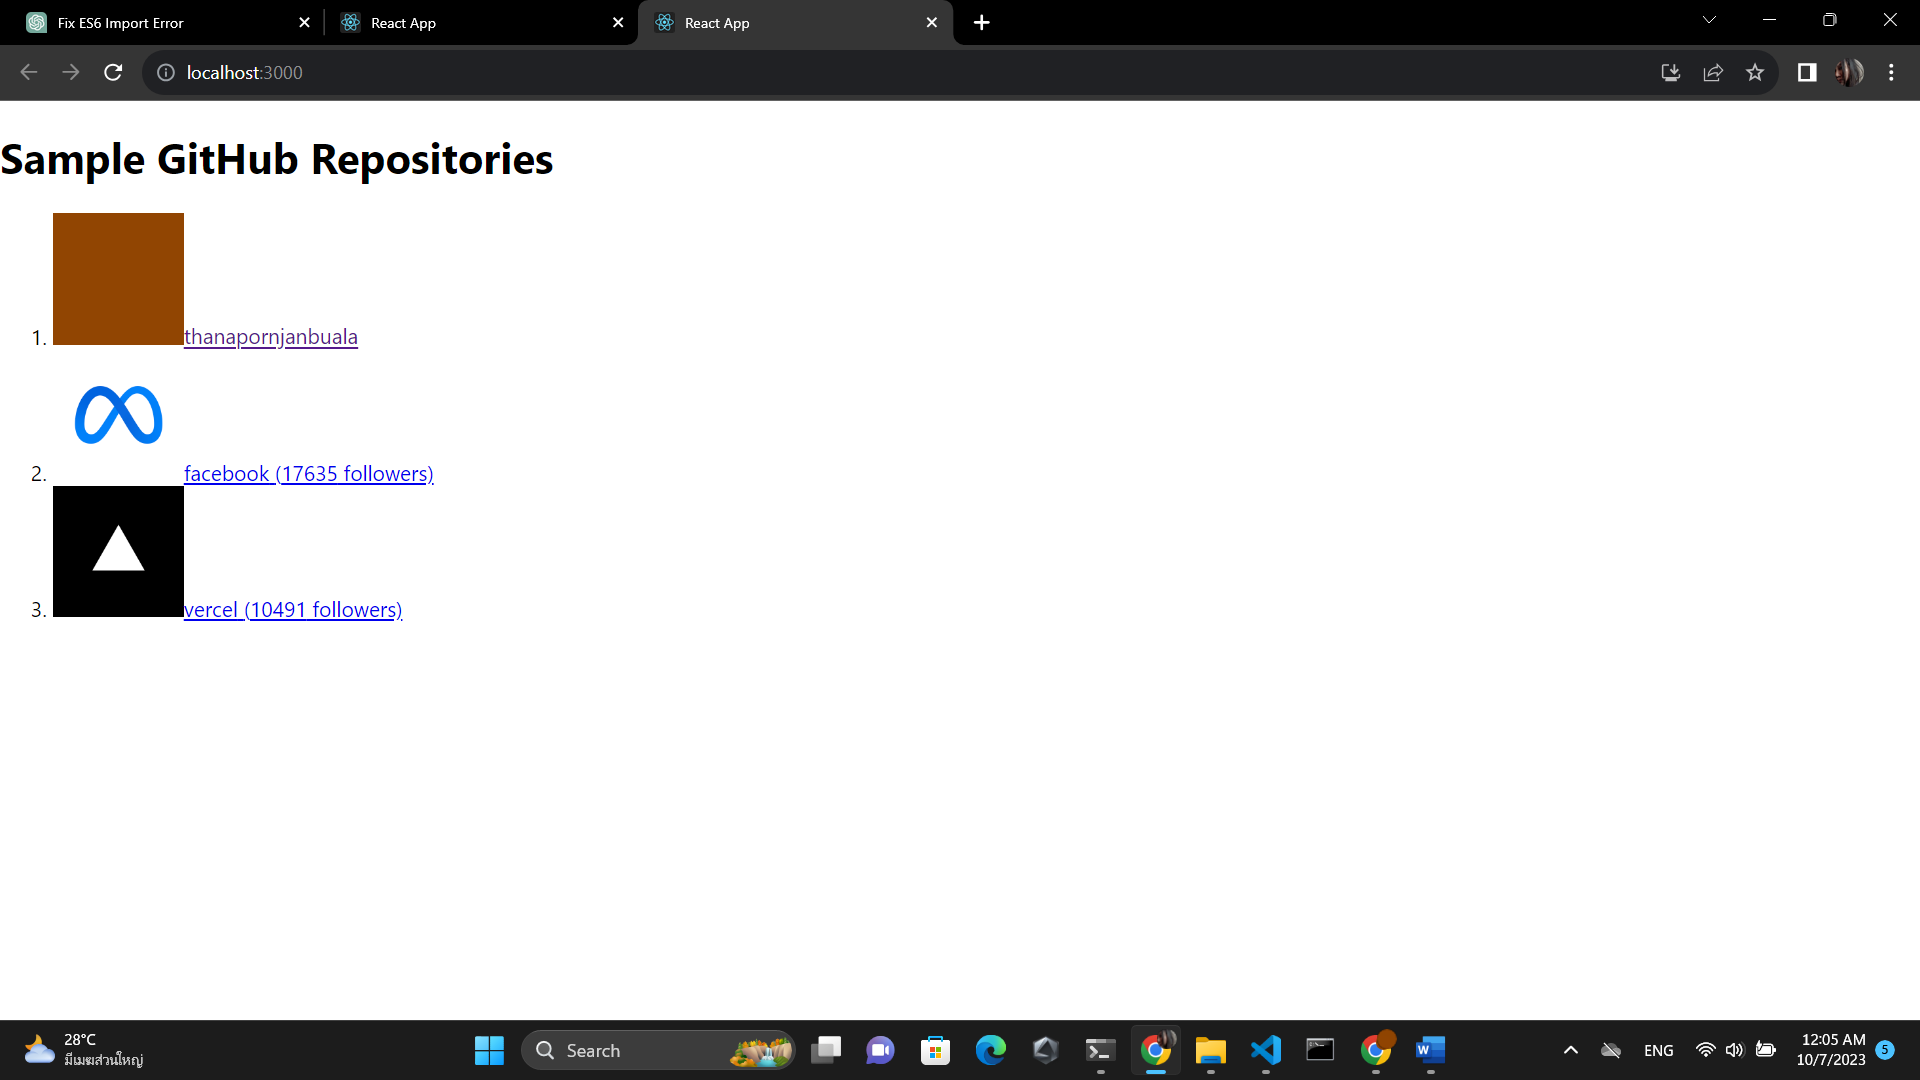 Fix ES6 Import Error
React App
React App
localhost:3000
Sample GitHub Repositories
1. thanapornjanbuala
2. facebook (17635 followers)
3. vercel (10491 followers)
28°C
มีเมฆส่วนใหญ่
Search
ENG
12:05 AM
10/7/2023
5